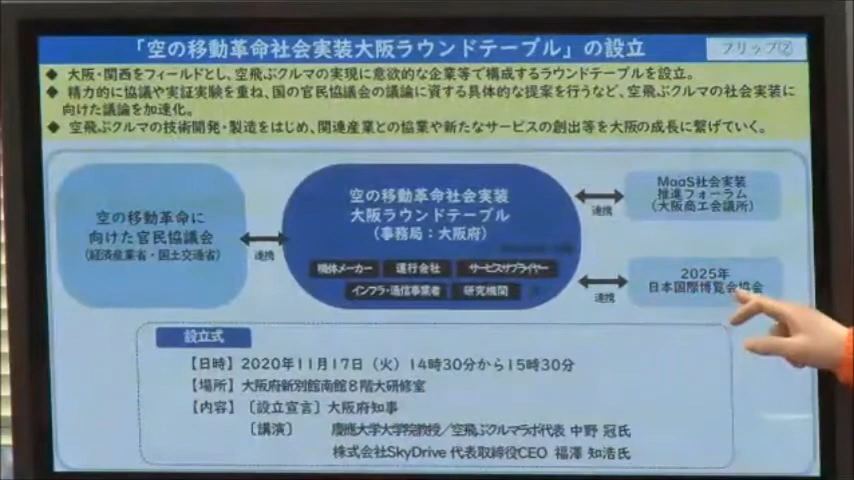 「空の移動革命社会実装大阪ラウンドテーブル」の設立
フリップ②
◆ 大阪・関西をフィールドとし、空飛ぶクルマの実現に意欲的な企業等で構成するラウンドテーブルを設立。
◆ 精力的に協議や実証実験を重ね、国の官民協議会の議論に資する具体的な提案を行うなど、空飛ぶクルマの社会実装に
向けた議論を加速化。
◆ 空飛ぶクルマの技術開発・製造をはじめ、関連産業との協業や新たなサービスの創出等を大阪の成長に繋げていく。
空の移動革命に
向けた官民協議会
(経済産業省・国土交通省)
連携
空の移動革命社会実装
大阪ラウンドテーブル
(事務局:大阪府)
機体メーカー 運行会社 サービスサプライヤー
インフラ・通信事業者 研究機関
連携
MaaS社会実装
推進フォーラム
(大阪商工会議所)
連携
2025年
日本国際博覧会協会
設立式
【日時】2020年11月17日(火)14時30分から15時30分
【場所】大阪府新別館南館8階大研修室
【内容】〔設立宣言〕大阪府知事
〔講演〕 慶應大学大学院教授/空飛ぶクルマラボ代表 中野 冠氏
株式会社SkyDrive 代表取締役CEO 福澤 知浩氏